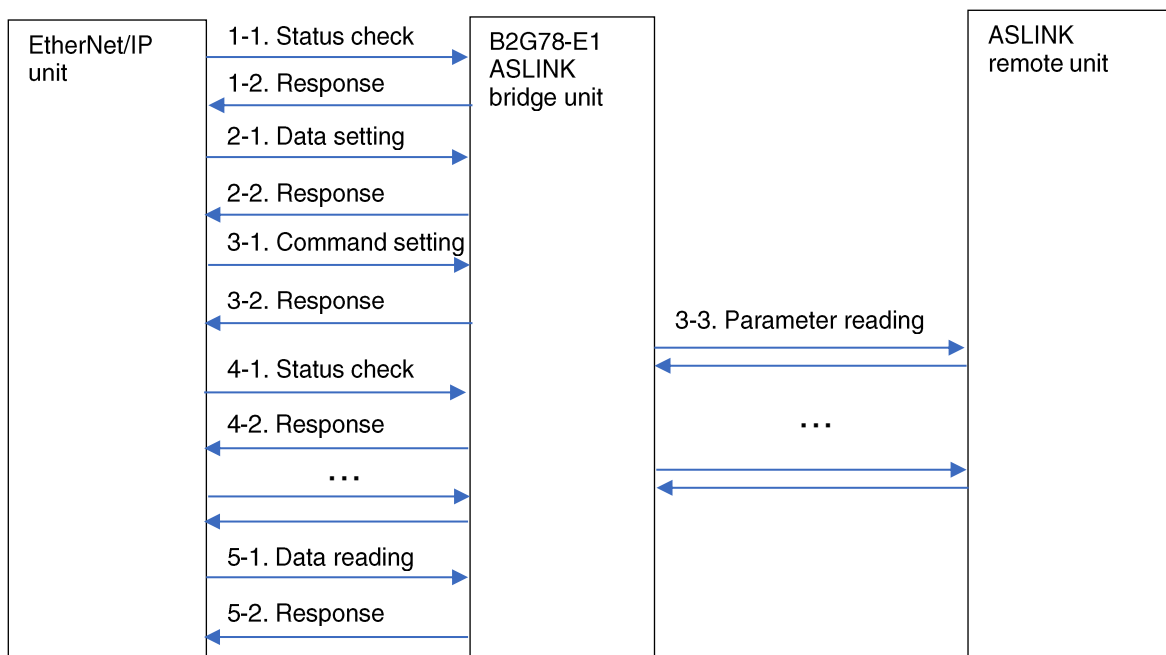 EtherNet/IP
unit
1-1. Status check
B2G78-E1
ASLINK
bridge unit
ASLINK
remote unit
1-2. Response
2-1. Data setting
2-2. Response
3-1. Command setting
3-2. Response
3-3. Parameter reading
4-1. Status check
4-2. Response
...
...
5-1. Data reading
5-2. Response